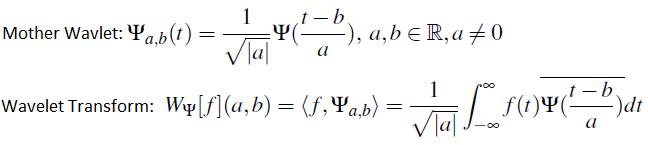 Mother Wavlet: Ψ_{a,b}(t) = \frac{1}{\sqrt{|a|}} Ψ(\frac{t−b}{a}), a,b ∈ ℝ, a ≠ 0
Wavelet Transform: W_Ψ[f](a,b) = ⟨f, Ψ_{a,b}⟩ = \frac{1}{\sqrt{|a|}} \int_{−∞}^{∞} f(t) \overline{Ψ(\frac{t−b}{a})} dt